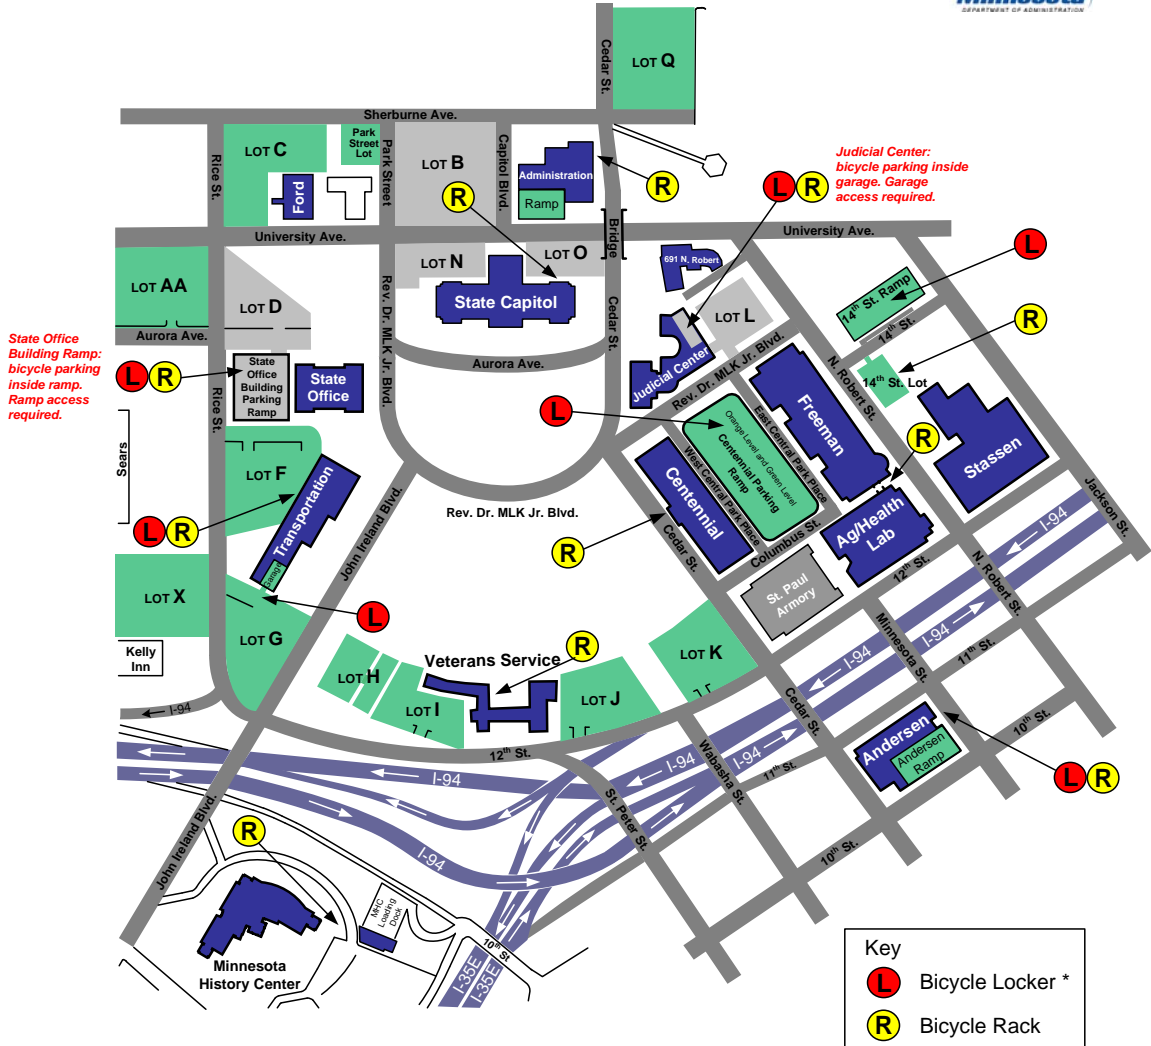 Minnesota
DEPARTMENT OF ADMINISTRATION
Cedar St.
LOT Q
Sherburne Ave.
LOT C
Park
Street
Lot
Rice St.
Park Street
LOT B
Capitol Blvd.
Administration
Ramp
R
R
L R
Judicial Center:
bicycle parking inside
garage. Garage
access required.
Ford
University Ave.
Bridge
University Ave.
LOT AA
LOT D
LOT N
LOT O
State Capitol
Rev. Dr. MLK Jr. Blvd.
Cedar St.
691 N. Robert
LOT L
L
14th St. Ramp
14th St.
R
14th St. Lot
Aurora Ave.
Aurora Ave.
State Office
Building Ramp:
bicycle parking
inside ramp.
Ramp access
required.
L R
State
Office
Building
Parking
Ramp
State
Office
Rice St.
Judicial Center
Rev. Dr. MLK Jr. Blvd.
N. Robert St.
L
Sears
LOT F
Transportation
Garage
L R
John Ireland Blvd.
Rev. Dr. MLK Jr. Blvd.
Orange Level and Green Level
Centennial Parking
Ramp
East Central Park Place
West Central Park Place
Freeman
R
Stassen
Jackson St.
Centennial
R
Cedar St.
Columbus St.
Ag/Health
Lab
12th St.
St. Paul
Armory
I-94
N. Robert St.
I-94
LOT X
LOT G
L
Kelly
Inn
I-94
LOT H
LOT I
Veterans Service
R
LOT J
LOT K
Minnesota St.
11th St.
I-94
Cedar St.
10th St.
12th St.
I-94
I-94
I-94
Wabasha St.
11th St.
Andersen
Andersen
Ramp
L R
St. Peter St.
10th St.
John Ireland Blvd.
R
I-94
MHC
Loading
Dock
10th St
I-35E
I-35E
Minnesota
History Center
Key
L Bicycle Locker *
R Bicycle Rack